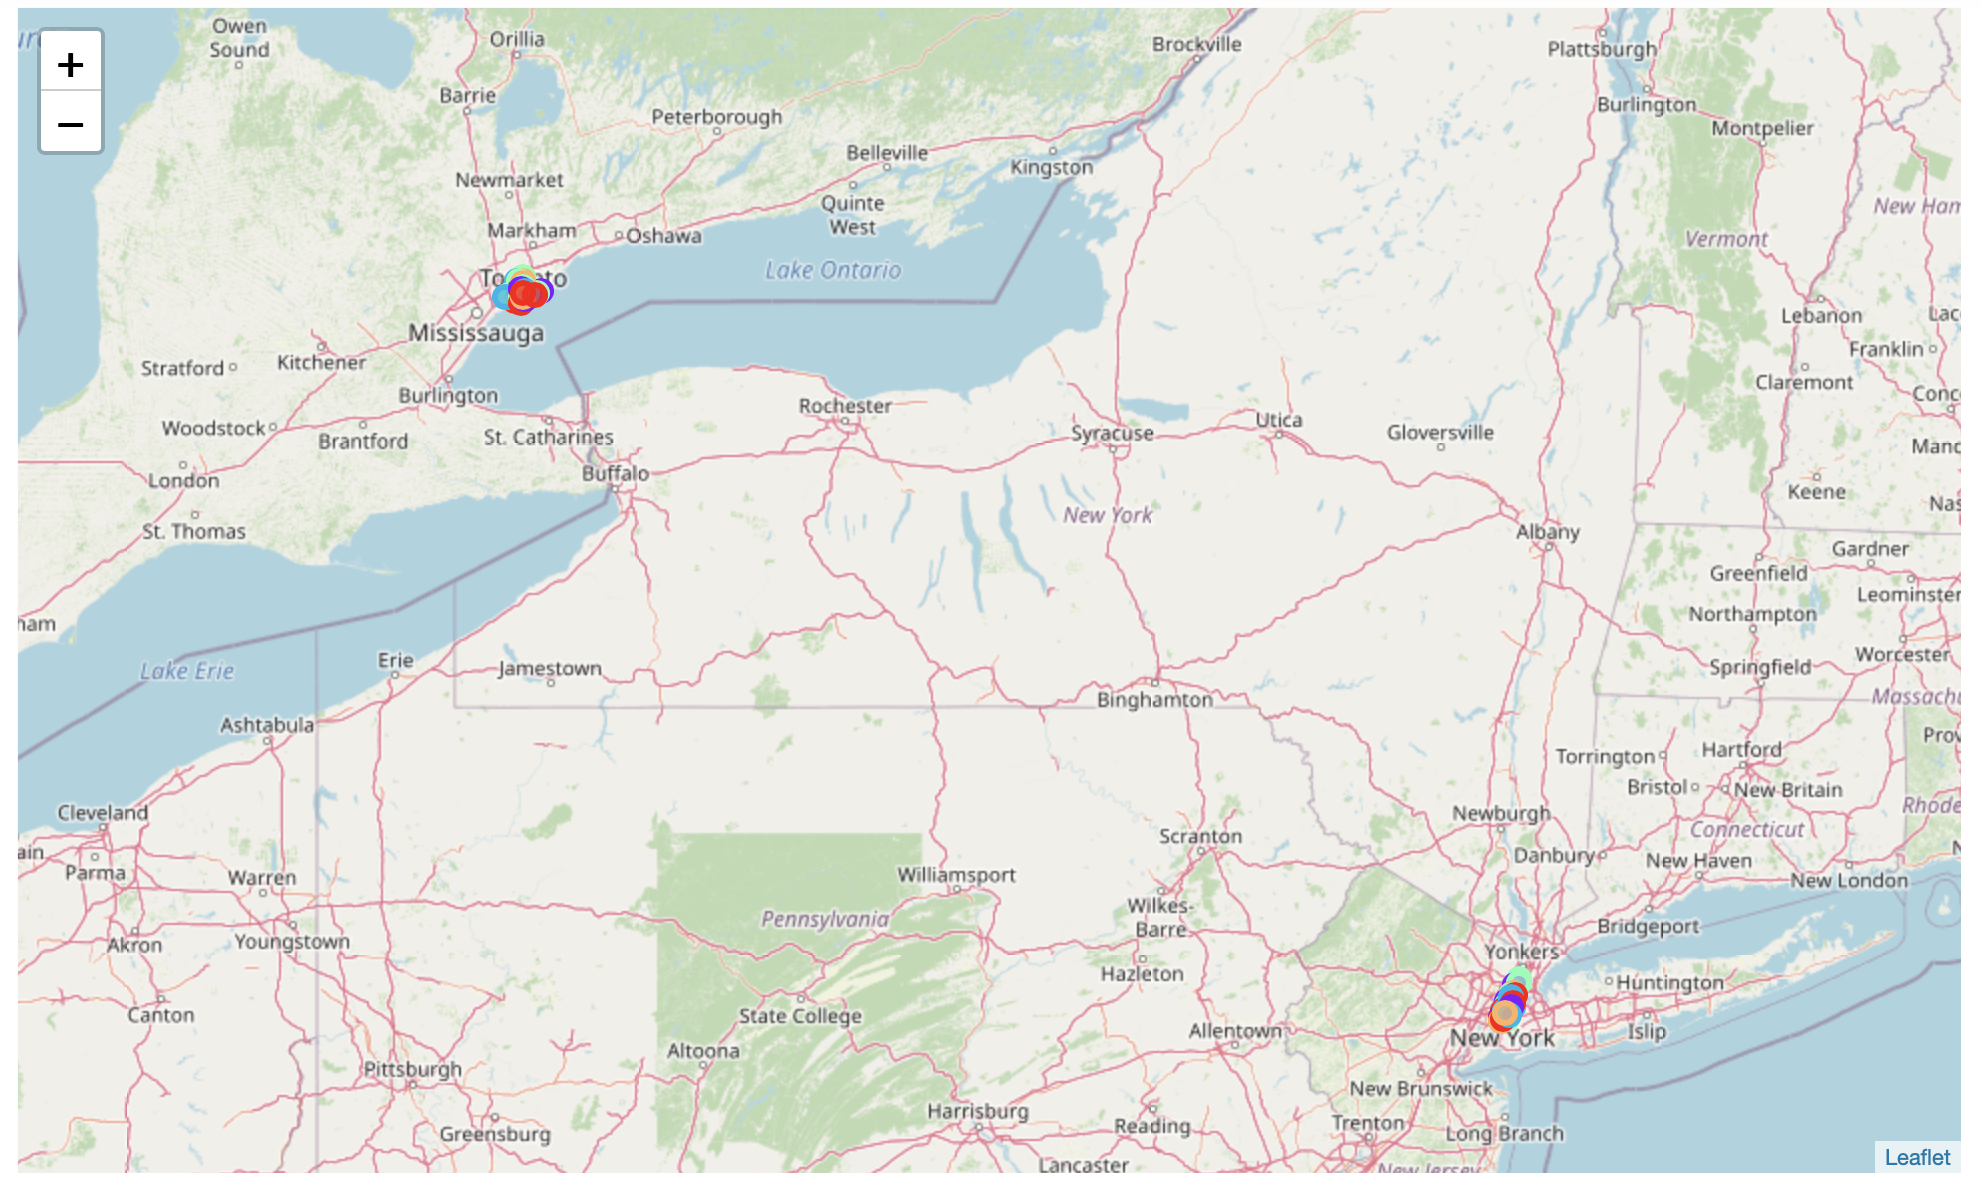 Owen
Sound
Orillia
Brockville
Plattsburgh
+
Barrie
Burlington
Peterborough
−
Montpelier
Belleville
Kingston
Newmarket
Quinte
West
New Ham
Markham
Oshawa
Vermont
Lake Ontario
Mississauga
Lebanon
Lac
Franklin
Stratford
Kitchener
Claremont
Conc
Burlington
Rochester
Utica
Woodstock
Brantford
St. Catharines
Syracuse
Gloversville
Manc
Buffalo
London
Keene
Nas
New York
St. Thomas
Albany
Gardner
Greenfield
Leominster
Northampton
ham
Worcester
Erie
Lake Erie
Jamestown
Springfield
Binghamton
Massachu
Ashtabula
Prov
Torrington
Hartford
Bristol
New Britain
Cleveland
Newburgh
Rhode
Connecticut
Scranton
ain
Danbury
New Haven
Parma
Warren
Williamsport
New London
Wilkes-
Barre
Pennsylvania
Bridgeport
Akron
Youngstown
Yonkers
Hazleton
Huntington
Canton
State College
Allentown
New York
Islip
Altoona
Pittsburgh
New Brunswick
Harrisburg
Reading
Trenton
Long Branch
Greensburg
Lancaster
New Jersey
Leaflet